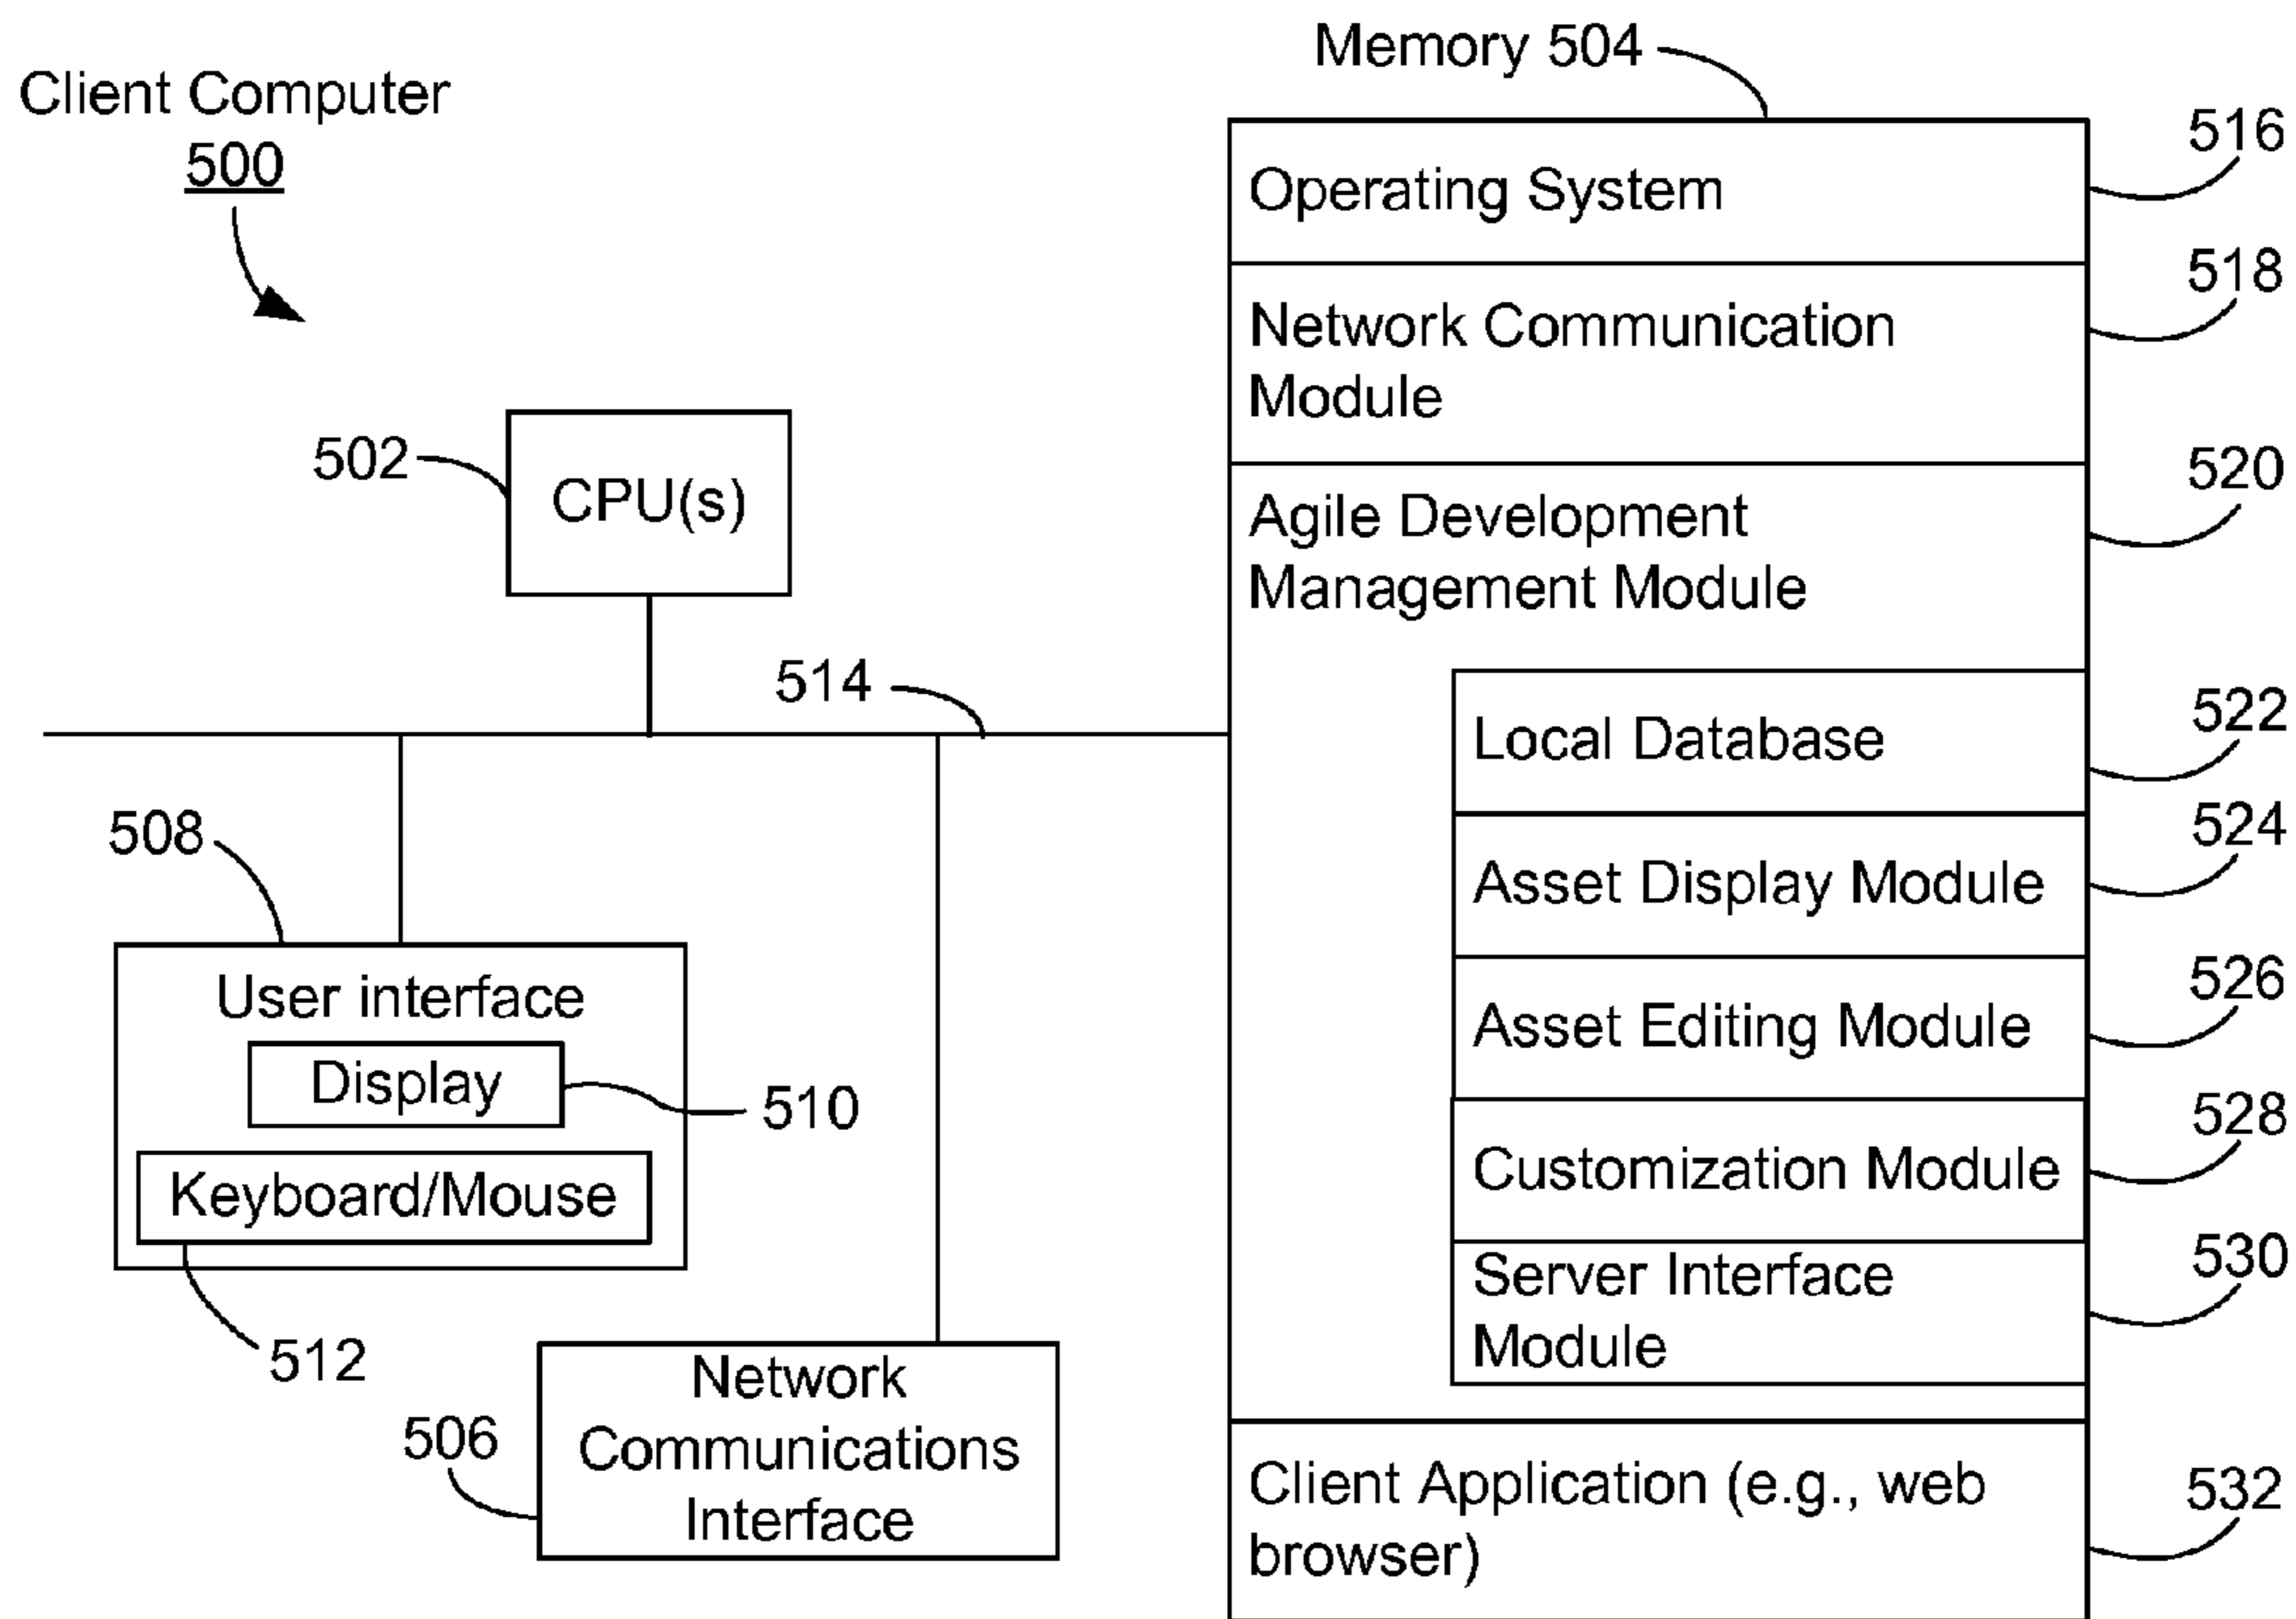 Memory 504
Client Computer
500
516
Operating System
518
Network Communication
Module
502
CPU(s)
520
Agile Development
Management Module
514
522
Local Database
508
524
Asset Display Module
User interface
526
Asset Editing Module
Display
510
528
Keyboard/Mouse
Customization Module
530
Server Interface
Module
512
Network
Communications
Interface
506
Client Application (e.g., web
browser)
532